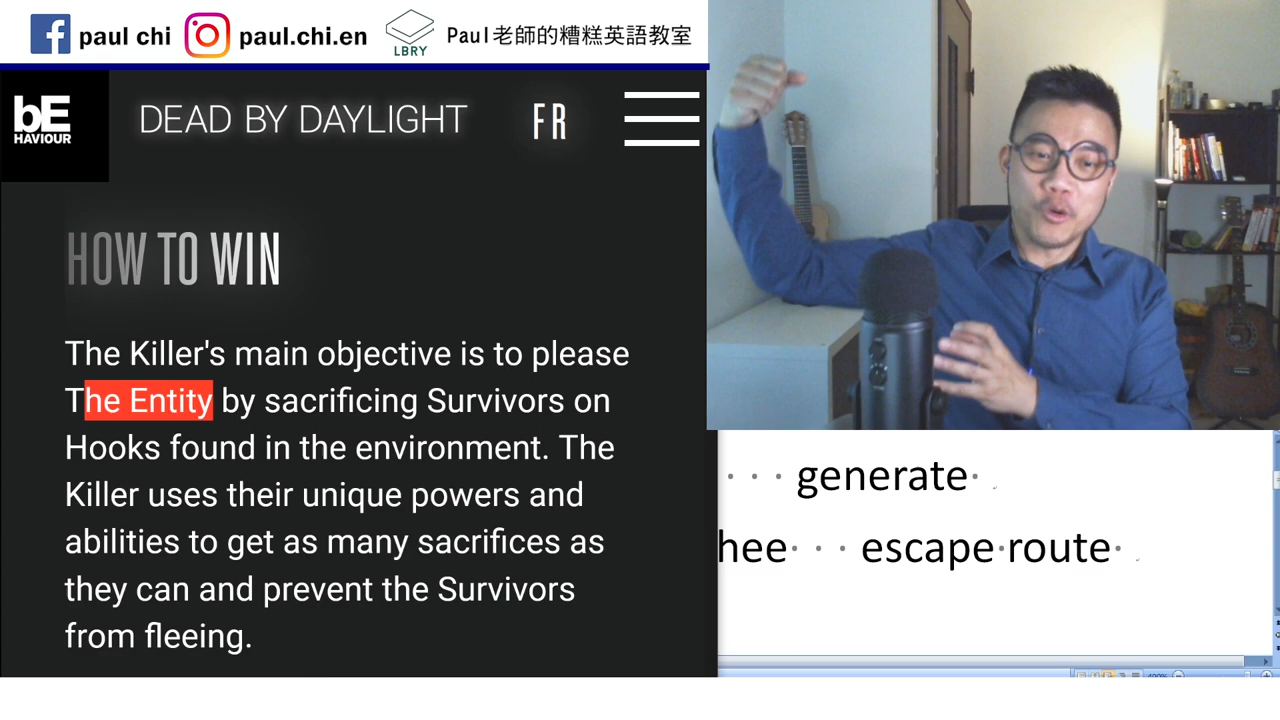 paul chi paul.chi.en LBRY Paul老師的糟糕英語教室
bE
HAVIOUR
DEAD BY DAYLIGHT FR
HOW TO WIN
The Killer's main objective is to please
The Entity by sacrificing Survivors on
Hooks found in the environment. The
Killer uses their unique powers and
abilities to get as many sacrifices as
they can and prevent the Survivors
from fleeing.
generate
hee escape route